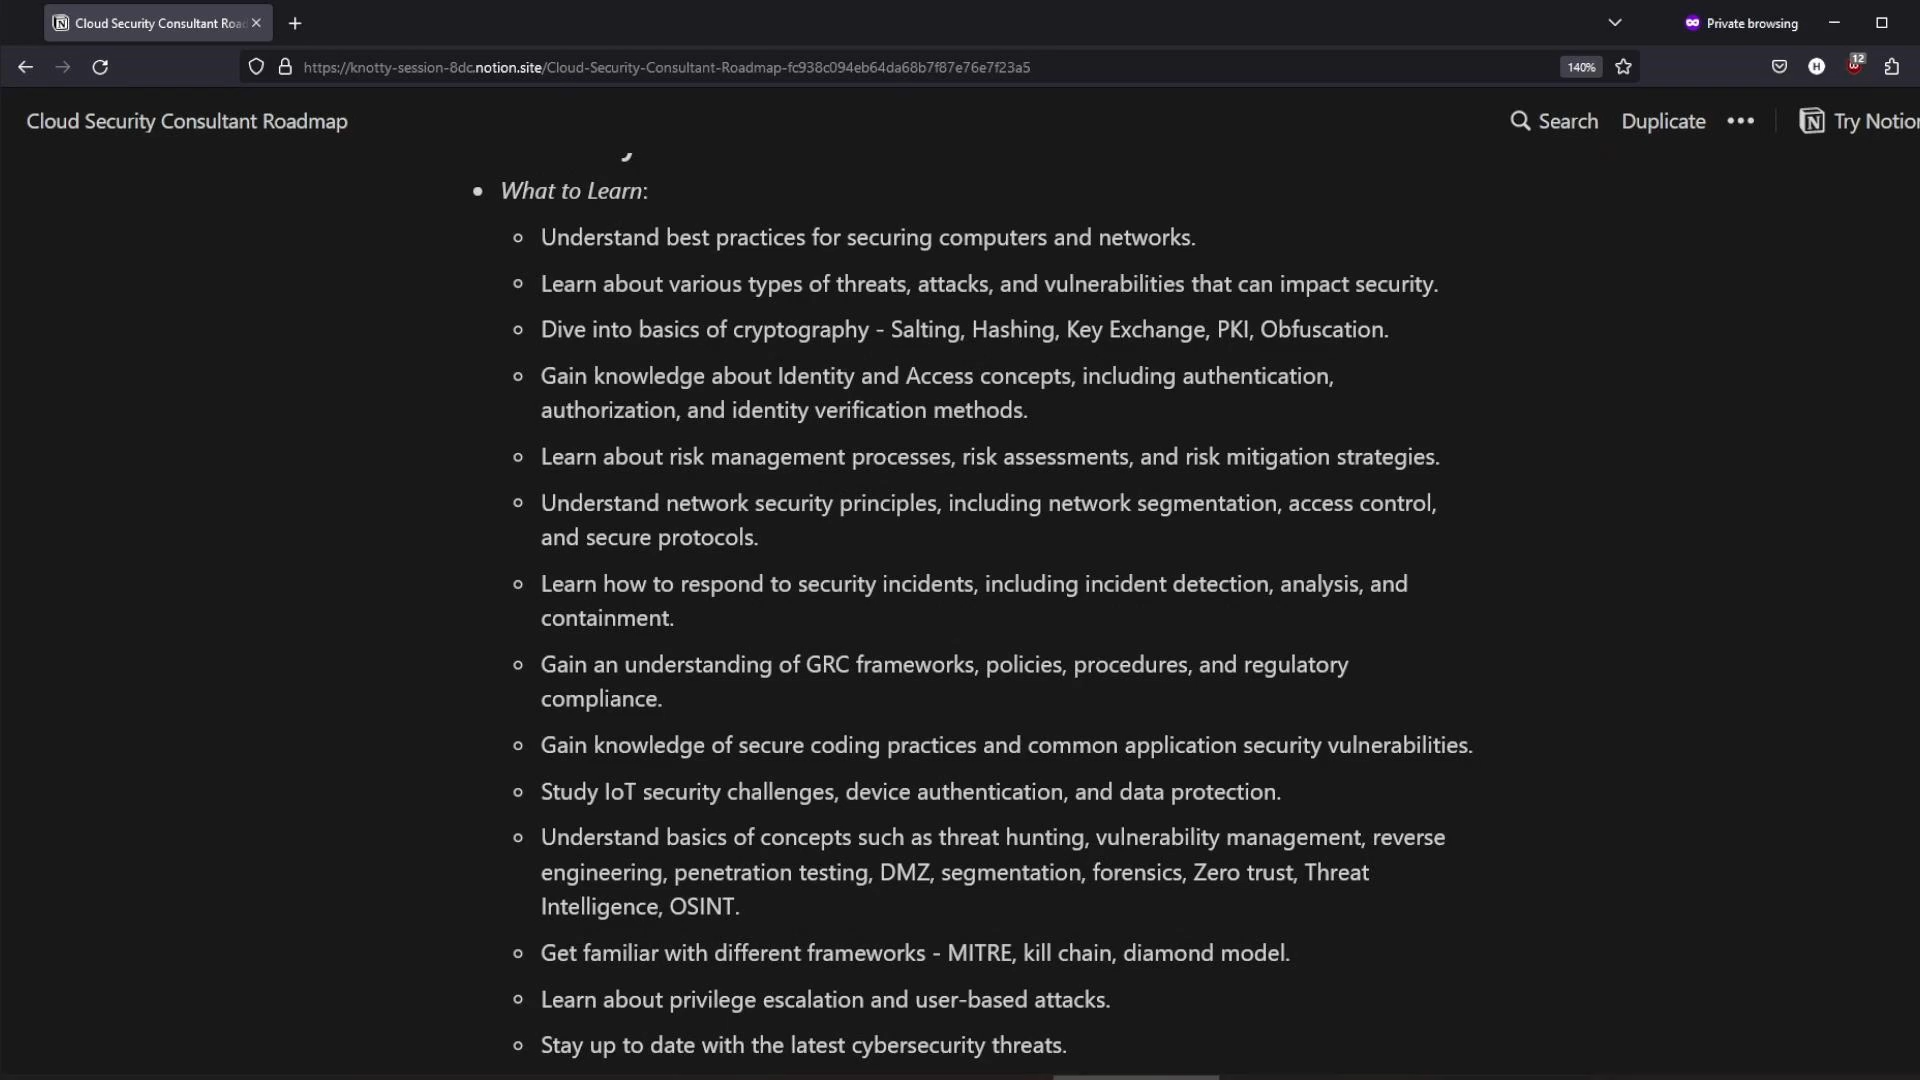 Cloud Security Consultant Roa
Private browsing
https://knotty-session-8dc.notion.site/Cloud-Security-Consultant-Roadmap-fc938c094eb64da68b7f87e76e7f23a5
140%
H
12
Cloud Security Consultant Roadmap
Search
Duplicate
Try Notion
What to Learn:
Understand best practices for securing computers and networks.
Learn about various types of threats, attacks, and vulnerabilities that can impact security.
Dive into basics of cryptography - Salting, Hashing, Key Exchange, PKI, Obfuscation.
Gain knowledge about Identity and Access concepts, including authentication,
authorization, and identity verification methods.
Learn about risk management processes, risk assessments, and risk mitigation strategies.
Understand network security principles, including network segmentation, access control,
and secure protocols.
Learn how to respond to security incidents, including incident detection, analysis, and
containment.
Gain an understanding of GRC frameworks, policies, procedures, and regulatory
compliance.
Gain knowledge of secure coding practices and common application security vulnerabilities.
Study IoT security challenges, device authentication, and data protection.
Understand basics of concepts such as threat hunting, vulnerability management, reverse
engineering, penetration testing, DMZ, segmentation, forensics, Zero trust, Threat
Intelligence, OSINT.
Get familiar with different frameworks - MITRE, kill chain, diamond model.
Learn about privilege escalation and user-based attacks.
Stay up to date with the latest cybersecurity threats.